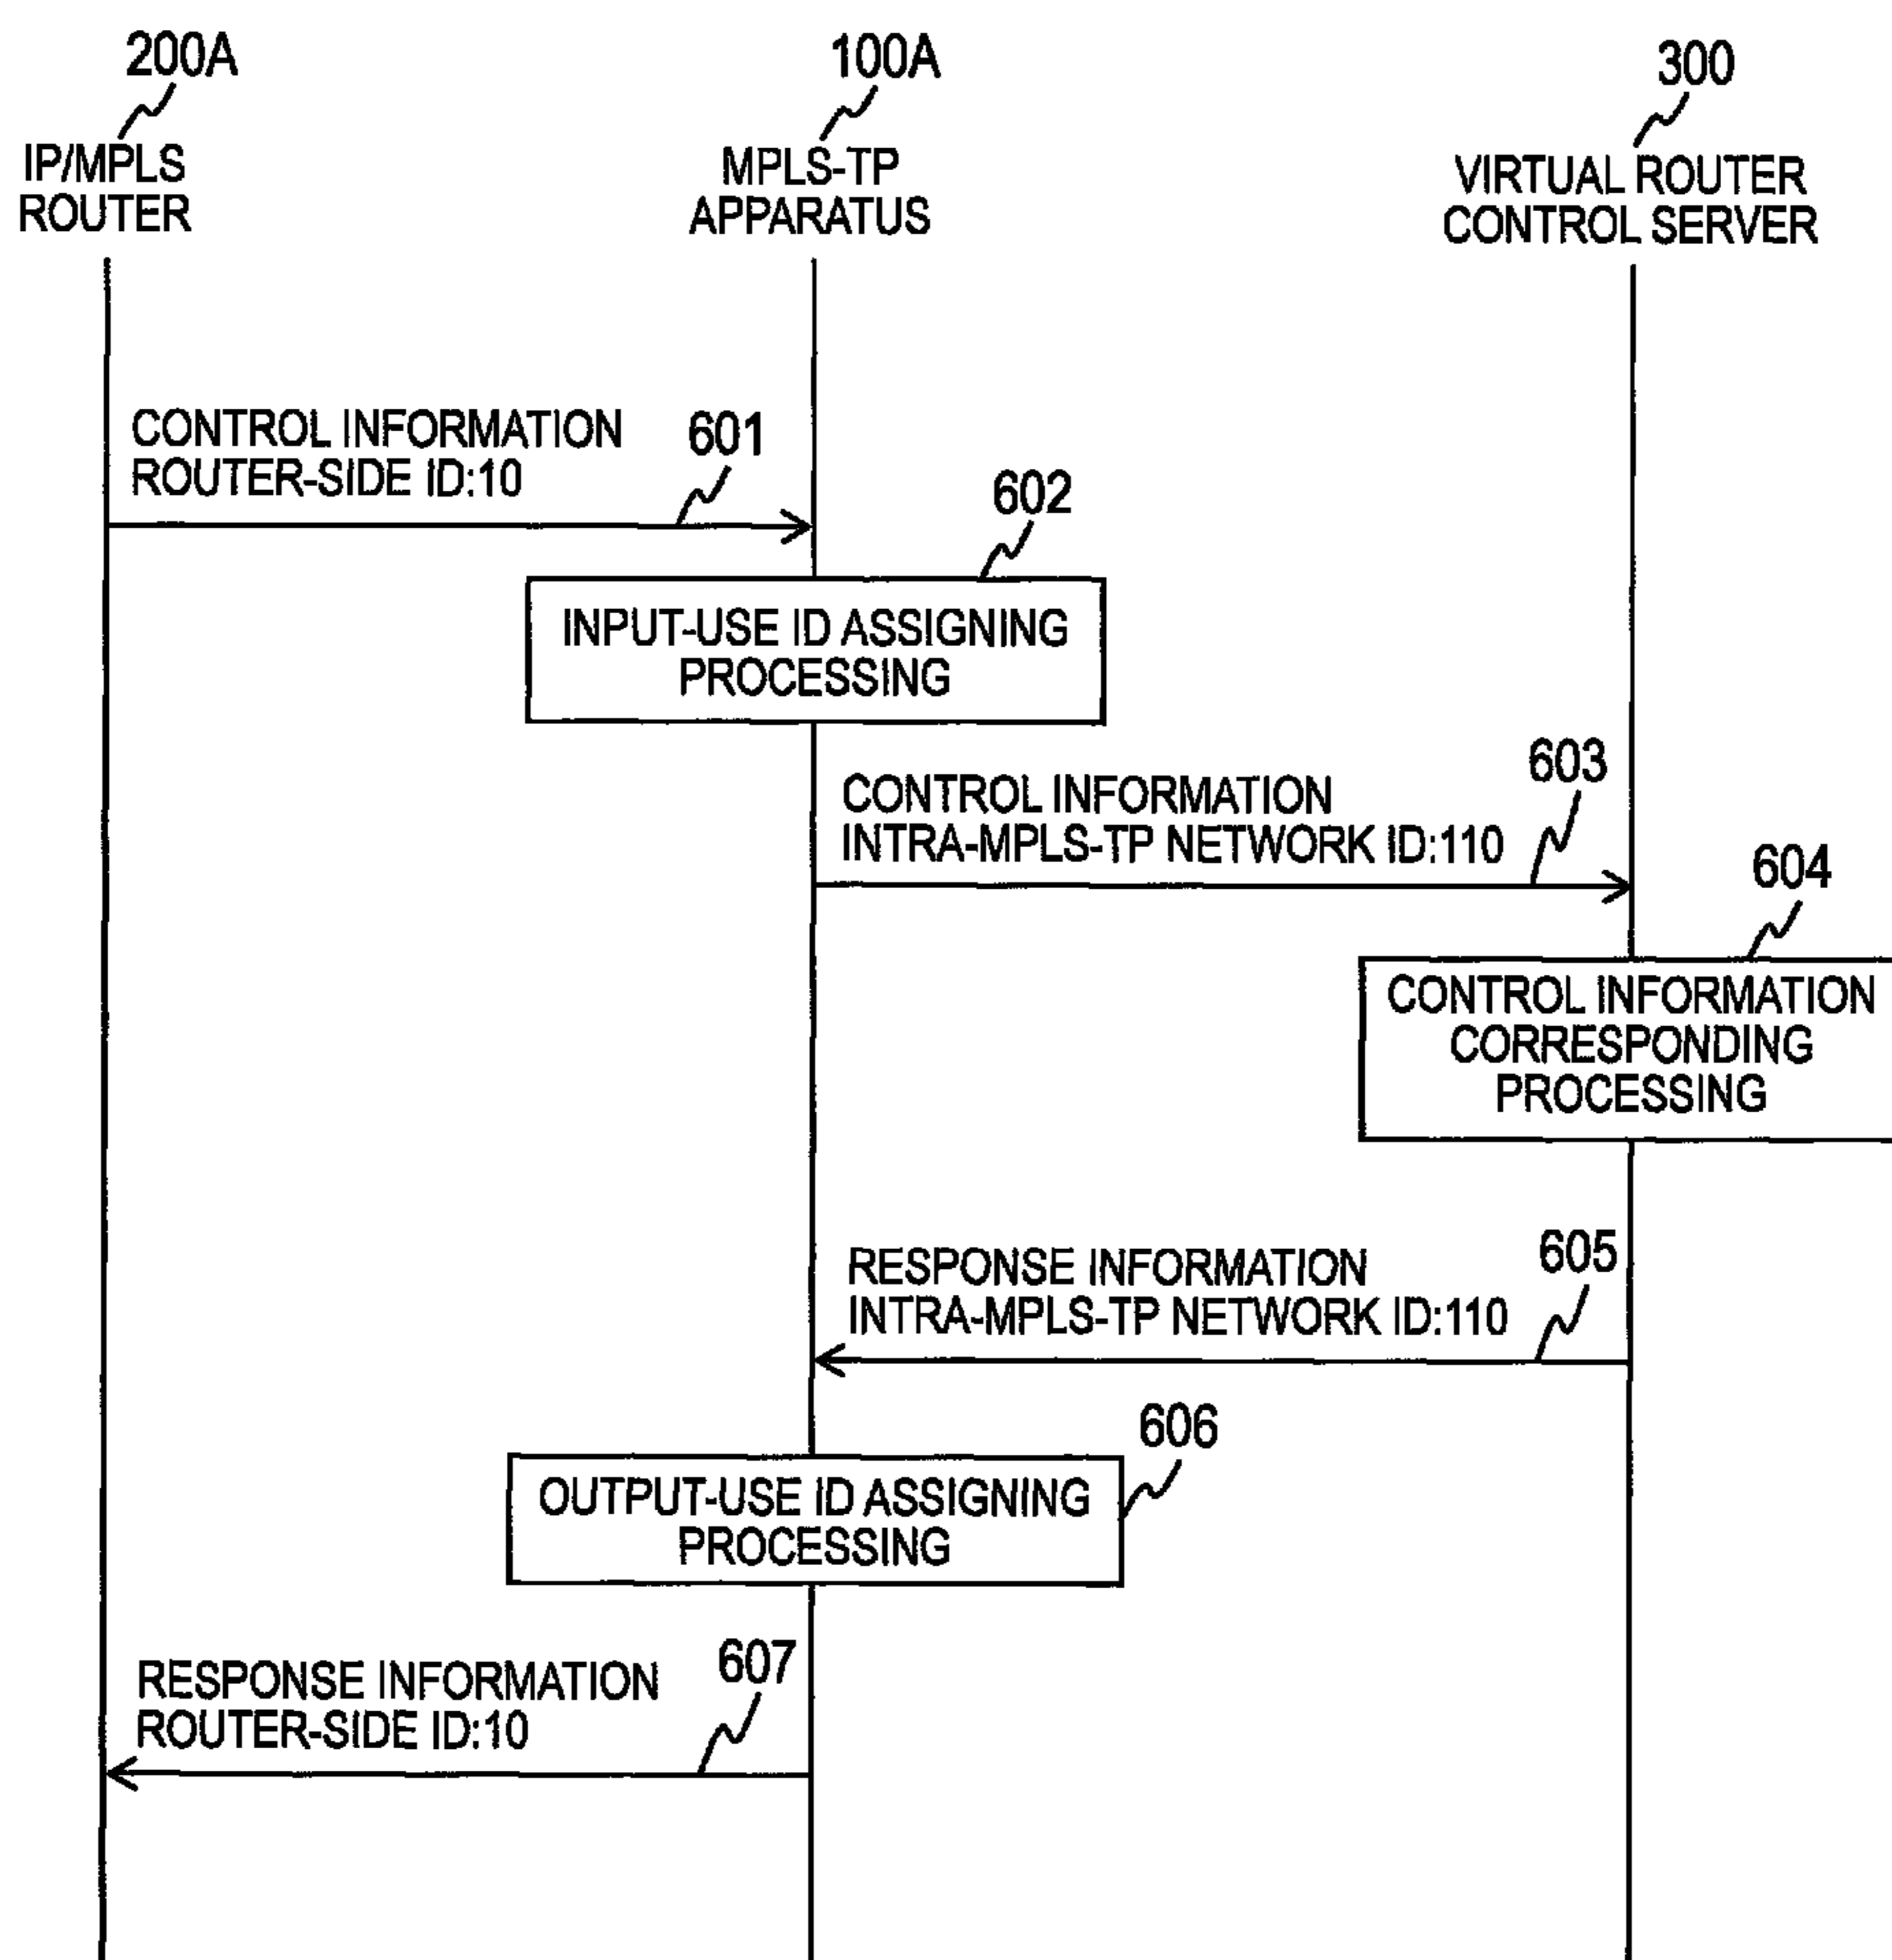 200A
100A
300
IP/MPLS
ROUTER
MPLS-TP
APPARATUS
VIRTUAL ROUTER
CONTROL SERVER
CONTROL INFORMATION
ROUTER-SIDE ID:10
601
602
INPUT-USE ID ASSIGNING
PROCESSING
603
CONTROL INFORMATION
INTRA-MPLS-TP NETWORK ID:110
604
CONTROL INFORMATION
CORRESPONDING
PROCESSING
605
RESPONSE INFORMATION
INTRA-MPLS-TP NETWORK ID:110
606
OUTPUT-USE ID ASSIGNING
PROCESSING
607
RESPONSE INFORMATION
ROUTER-SIDE ID:10